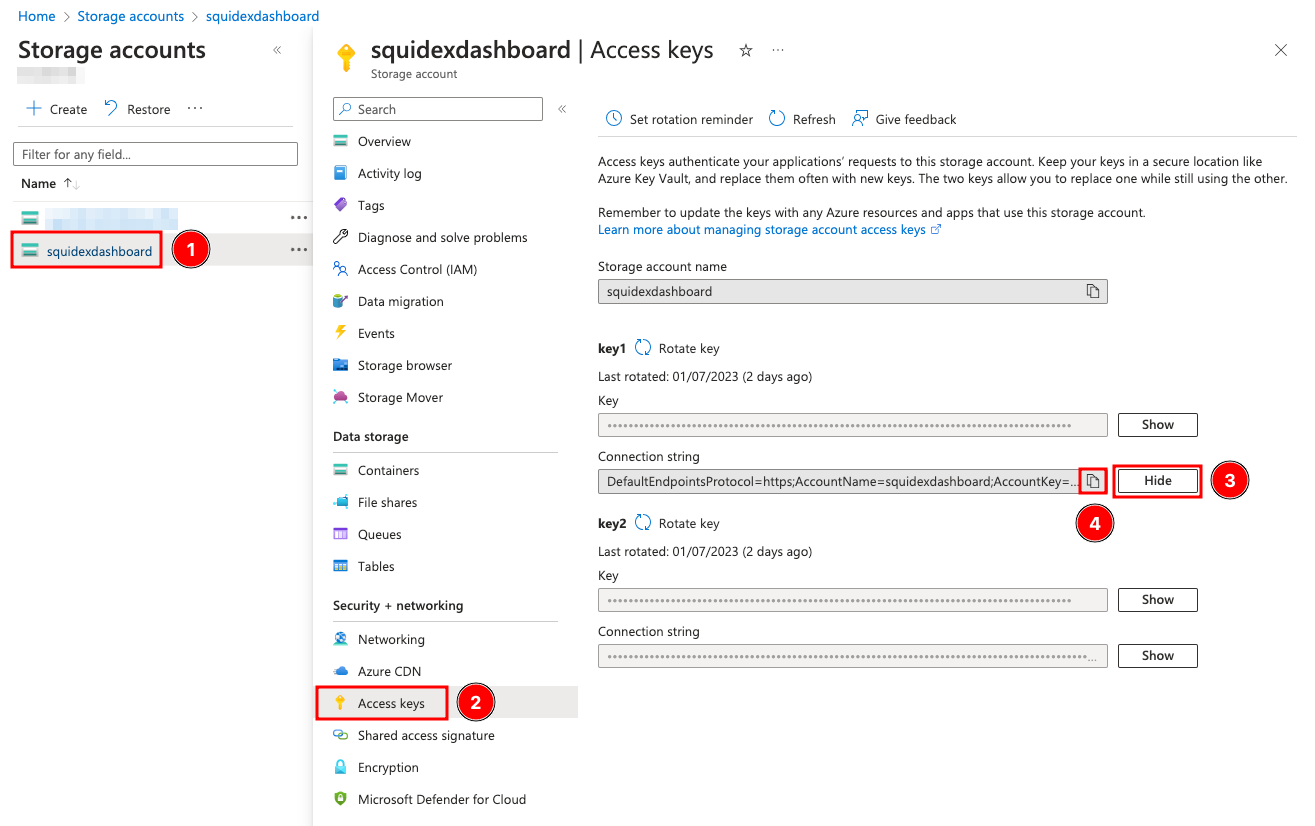 Home > Storage accounts > squidexdashboard
Storage accounts «
+ Create Restore ...
Filter for any field...
Name ↑↓
squidexdashboard 1
squidexdashboard | Access keys ☆ ...
Storage account
Search «
Overview
Activity log
Tags
Diagnose and solve problems
Access Control (IAM)
Data migration
Events
Storage browser
Storage Mover
Data storage
Containers
File shares
Queues
Tables
Security + networking
Networking
Azure CDN
Access keys 2
Shared access signature
Encryption
Microsoft Defender for Cloud
Set rotation reminder Refresh Give feedback
Access keys authenticate your applications' requests to this storage account. Keep your keys in a secure location like
Azure Key Vault, and replace them often with new keys. The two keys allow you to replace one while still using the other.
Remember to update the keys with any Azure resources and apps that use this storage account.
Learn more about managing storage account access keys
Storage account name
squidexdashboard
key1 Rotate key
Last rotated: 01/07/2023 (2 days ago)
Key
Show
Connection string
DefaultEndpointsProtocol=https;AccountName=squidexdashboard;AccountKey=... Hide 3
4
key2 Rotate key
Last rotated: 01/07/2023 (2 days ago)
Key
Show
Connection string
... Show